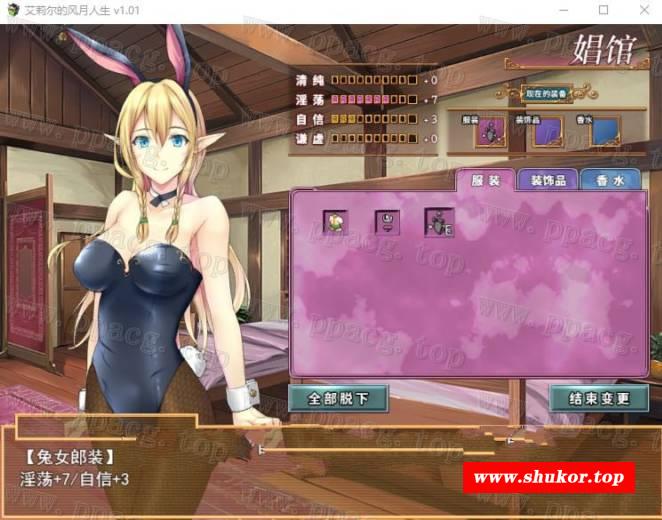 艾莉尔的风月人生 v1.01
娼馆
清纯 +0
淫荡 +7
自信 +3
谦虚 +0
现在的装备
服装 装饰品 香水
服装 装饰品 香水
E
全部脱下 结束变更
【兔女郎装】
淫荡+7/自信+3
www.shukor.top
www.ppacg.top